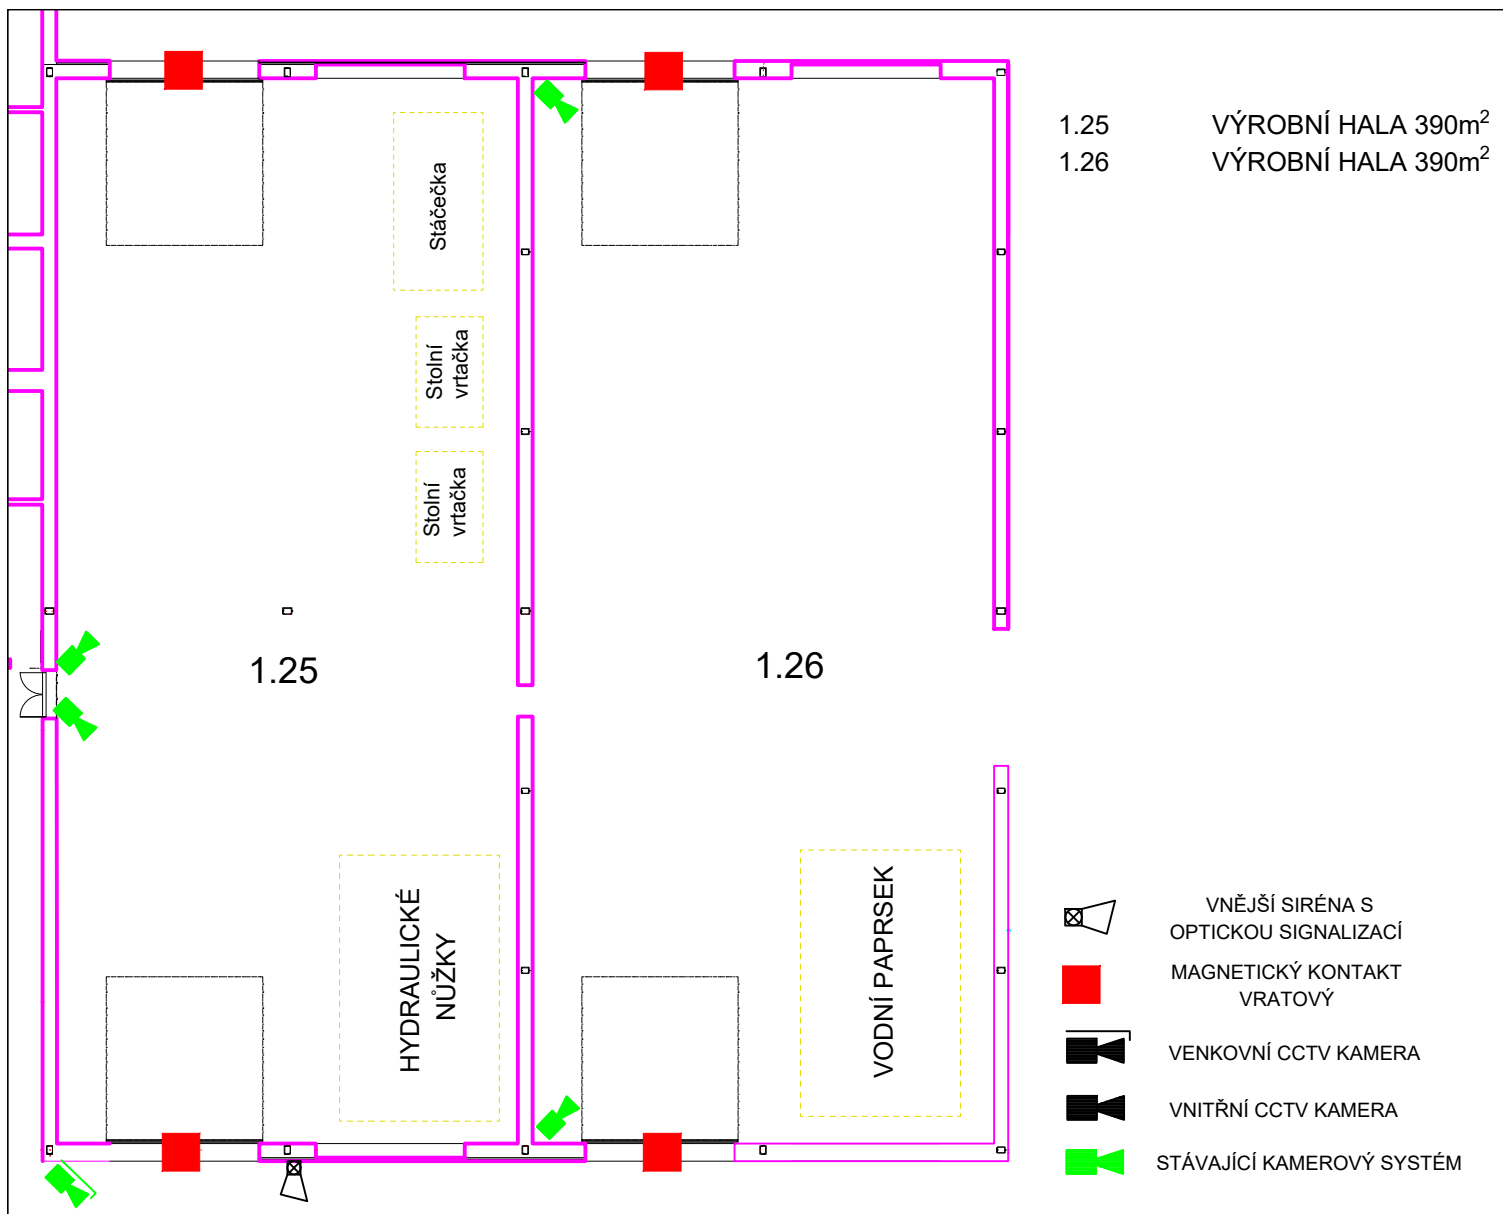 1.25 VÝROBNÍ HALA 390m²
1.26 VÝROBNÍ HALA 390m²
Stáčečka
Stolní
vrtačka
Stolní
vrtačka
1.25
1.26
HYDRAULICKÉ
NŮŽKY
VODNÍ PAPRSEK
VNĚJŠÍ SIRÉNA S
OPTICKOU SIGNALIZACÍ
MAGNETICKÝ KONTAKT
VRATOVÝ
VENKOVNÍ CCTV KAMERA
VNITŘNÍ CCTV KAMERA
STÁVAJÍCÍ KAMEROVÝ SYSTÉM